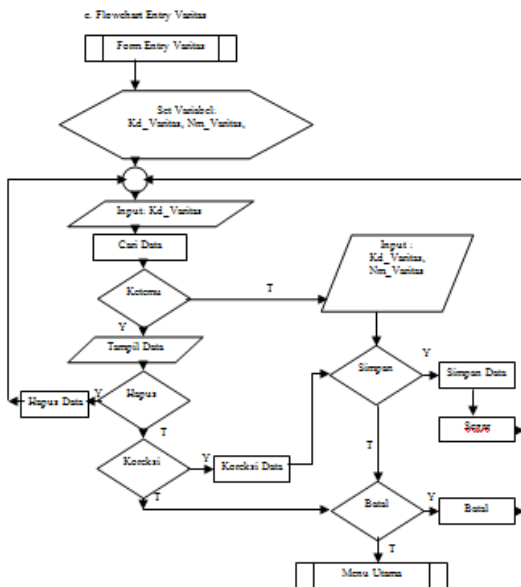 c. Flowchart Entry Varitas
Form Entry Varitas
Set Variabel:
Kd_Varitas, Nm_Varitas,
Input: Kd_Varitas
Cari Data
Ketemu
T
Input :
Kd_Varitas,
Nm_Varitas
Y
Tampil Data
Hapus
Y
Hapus Data
T
Koreksi
Y
Koreksi Data
T
Simpan
Y
Simpan Data
T
Batal
Y
Batal
T
Menu Utama